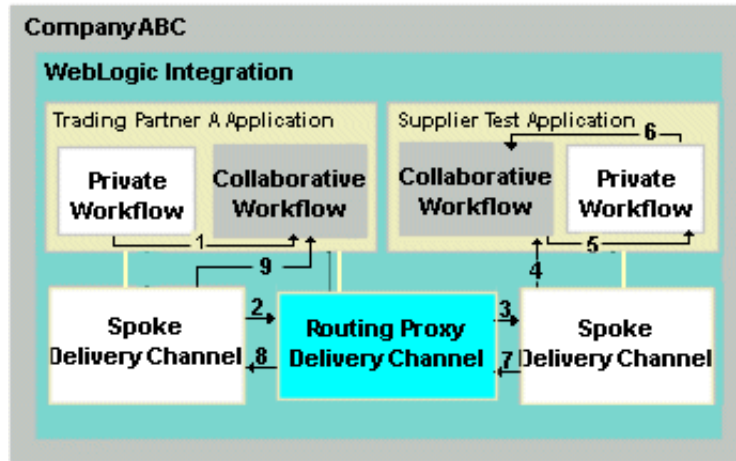 CompanyABC
WebLogic Integration
Trading Partner A Application
Supplier Test Application
6
Private
Workflow
Collaborative
Workflow
Collaborative
Workflow
Private
Workflow
1
5
9
4
Spoke
Delivery Channel
2
8
Routing Proxy
Delivery Channel
3
7
Spoke
Delivery Channel